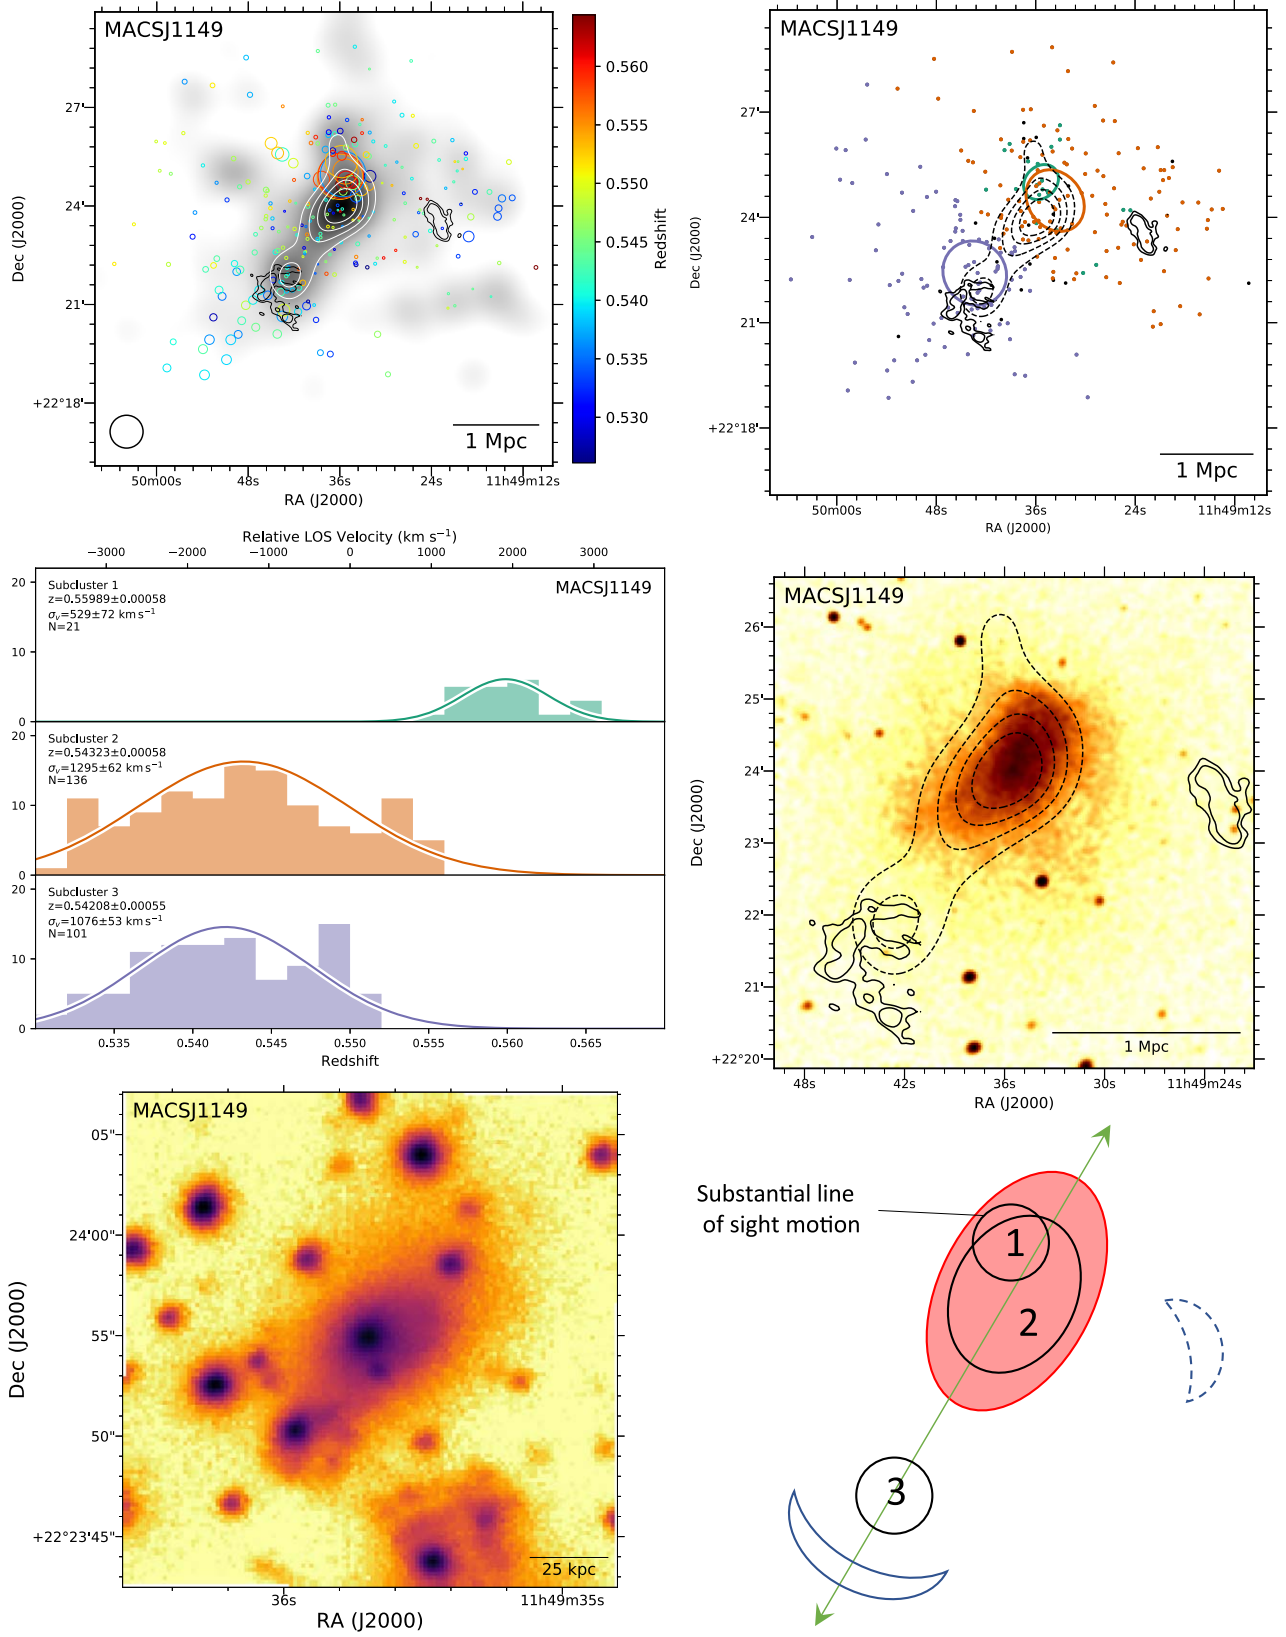 MACSJ1149
27'
24'
21'
+22°18'
Dec (J2000)
50m00s
48s
36s
24s
11h49m12s
RA (J2000)
1 Mpc
0.560
0.555
0.550
0.545
0.540
0.535
0.530
Redshift
MACSJ1149
27'
24'
21'
+22°18'
Dec (J2000)
50m00s
48s
36s
24s
11h49m12s
RA (J2000)
1 Mpc
Relative LOS Velocity (km s⁻¹)
−3000
−2000
−1000
0
1000
2000
3000
MACSJ1149
Subcluster 1
z=0.55989±0.00058
σᵥ=529±72 km s⁻¹
N=21
20
10
0
Subcluster 2
z=0.54323±0.00058
σᵥ=1295±62 km s⁻¹
N=136
20
10
0
Subcluster 3
z=0.54208±0.00055
σᵥ=1076±53 km s⁻¹
N=101
20
10
0
0.535
0.540
0.545
0.550
0.555
0.560
0.565
Redshift
MACSJ1149
26'
25'
24'
23'
22'
21'
+22°20'
Dec (J2000)
48s
42s
36s
30s
11h49m24s
RA (J2000)
1 Mpc
MACSJ1149
05"
24'00"
55"
50"
+22°23'45"
Dec (J2000)
36s
11h49m35s
RA (J2000)
25 kpc
Substantial line
of sight motion
1
2
3